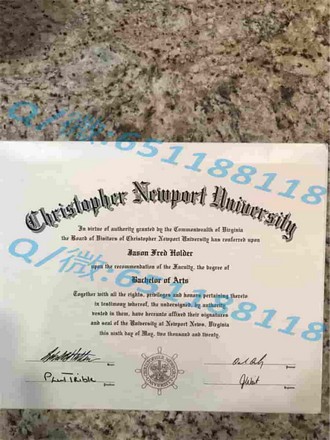 Q/微:651188118
Christopher Newport University
In virtue of authority granted by the Commonwealth of Virginia
the Board of Visitors of Christopher Newport University has conferred upon
Jason Fred Holder
upon the recommendation of the Faculty, the degree of
Bachelor of Arts
Together with all the rights, privileges and honors pertaining thereto
in testimony whereof, the undersigned, by authority
vested in them, have hereunto affixed their signatures
and seal of the University at Newport News, Virginia
this ninth day of May, two thousand and twenty.
Q/微:651188118